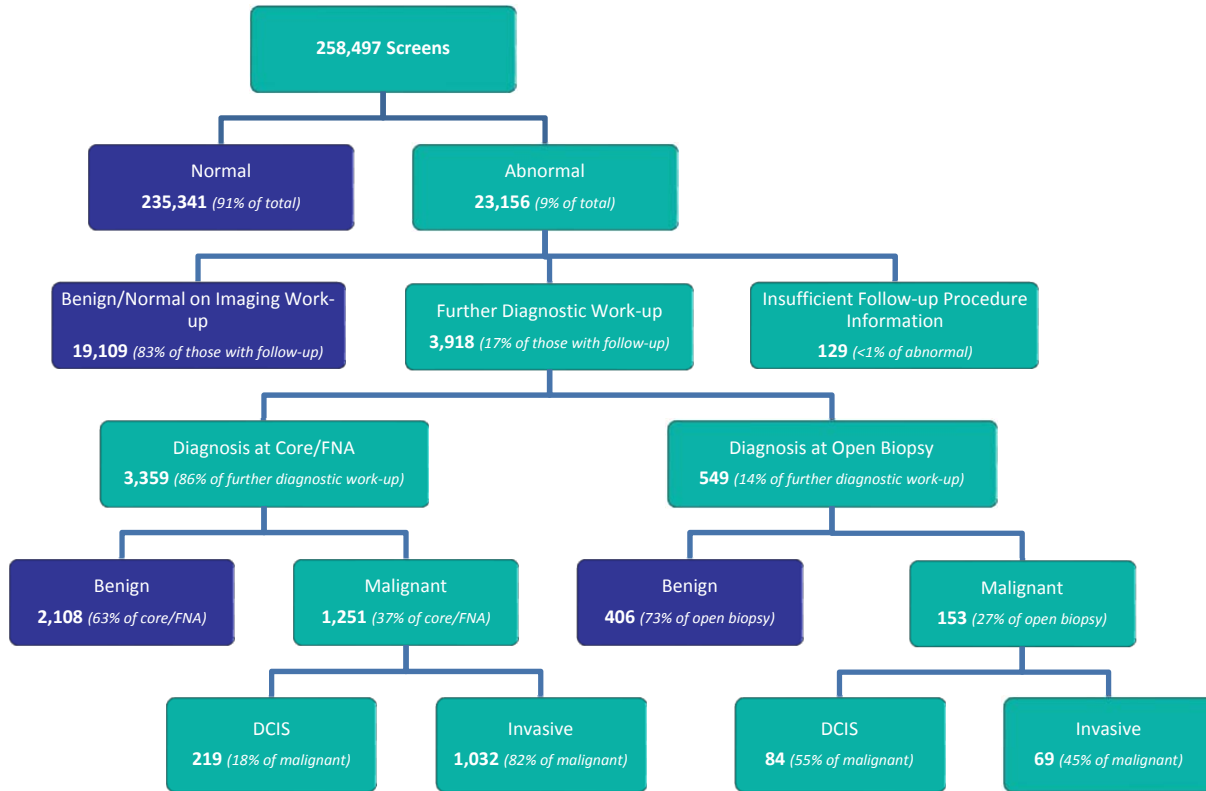 258,497 Screens
Normal
235,341 (91% of total)
Abnormal
23,156 (9% of total)
Benign/Normal on Imaging Work-
up
19,109 (83% of those with follow-up)
Further Diagnostic Work-up
3,918 (17% of those with follow-up)
Insufficient Follow-up Procedure
Information
129 (<1% of abnormal)
Diagnosis at Core/FNA
3,359 (86% of further diagnostic work-up)
Diagnosis at Open Biopsy
549 (14% of further diagnostic work-up)
Benign
2,108 (63% of core/FNA)
Malignant
1,251 (37% of core/FNA)
Benign
406 (73% of open biopsy)
Malignant
153 (27% of open biopsy)
DCIS
219 (18% of malignant)
Invasive
1,032 (82% of malignant)
DCIS
84 (55% of malignant)
Invasive
69 (45% of malignant)